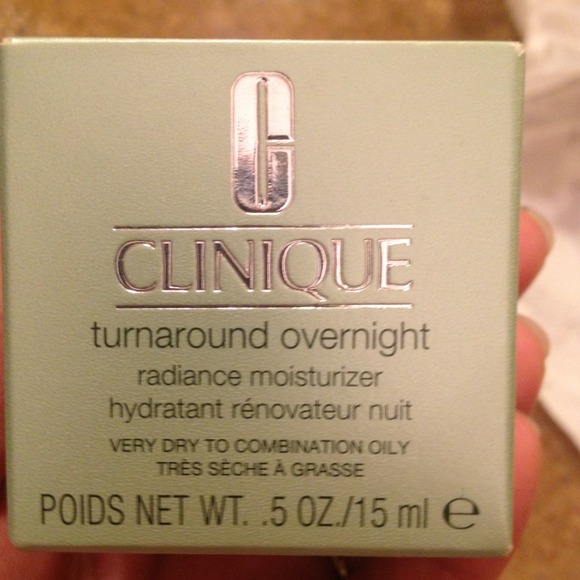 C
CLINIQUE
turnaround overnight
radiance moisturizer
hydratant rénovateur nuit
VERY DRY TO COMBINATION OILY
TRÈS SÈCHE À GRASSE
POIDS NET WT. .5 OZ./15 ml ℮